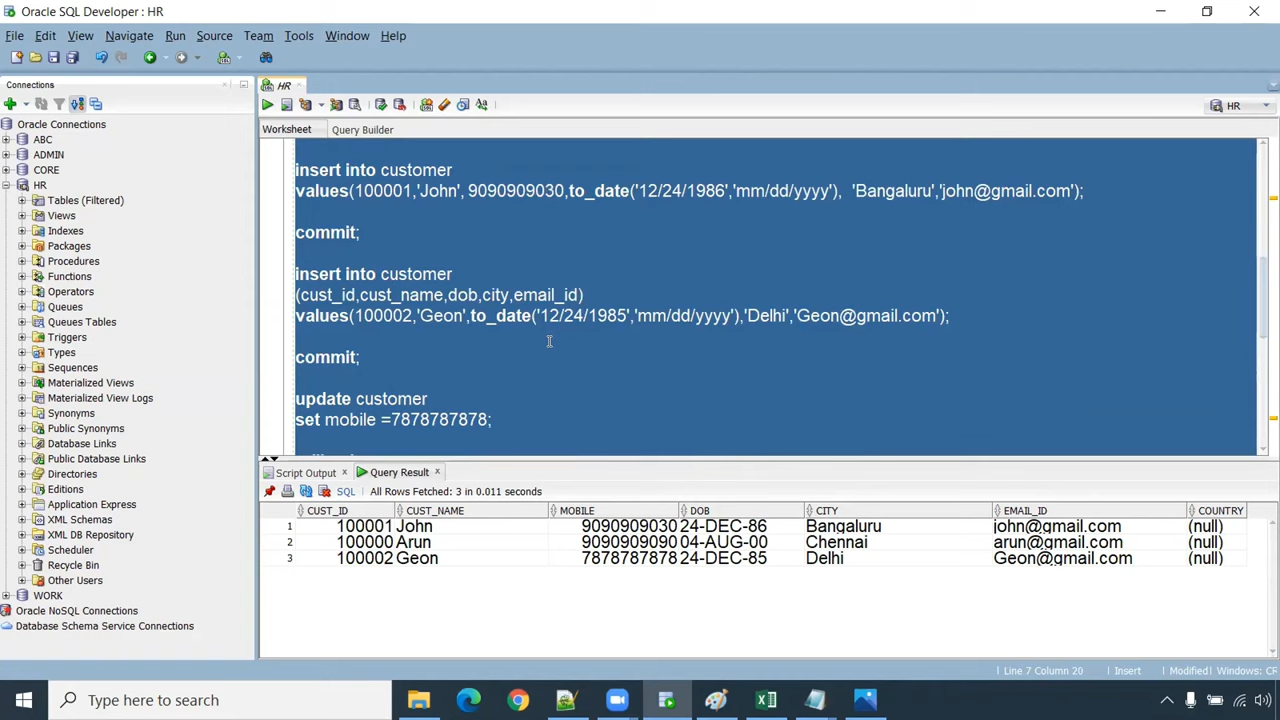 Oracle SQL Developer: HR
File Edit View Navigate Run Source Team Tools Window Help
Connections
HR
HR
Worksheet Query Builder
Oracle Connections
ABC
ADMIN
CORE
HR
Tables (Filtered)
Views
Indexes
Packages
Procedures
Functions
Operators
Queues
Queues Tables
Triggers
Types
Sequences
Materialized Views
Materialized View Logs
Synonyms
Public Synonyms
Database Links
Public Database Links
Directories
Editions
Application Express
XML Schemas
XML DB Repository
Scheduler
Recycle Bin
Other Users
WORK
Oracle NoSQL Connections
Database Schema Service Connections
insert into customer
values(100001,'John', 9090909030,to_date('12/24/1986','mm/dd/yyyy'), 'Bangaluru','john@gmail.com');
commit;
insert into customer
(cust_id,cust_name,dob,city,email_id)
values(100002,'Geon',to_date('12/24/1985','mm/dd/yyyy'),'Delhi','Geon@gmail.com');
commit;
update customer
set mobile =7878787878;
Script Output Query Result
SQL All Rows Fetched: 3 in 0.011 seconds
CUST_ID CUST_NAME MOBILE DOB CITY EMAIL_ID COUNTRY
1 100001 John 9090909030 24-DEC-86 Bangaluru john@gmail.com (null)
2 100000 Arun 9090909090 04-AUG-00 Chennai arun@gmail.com (null)
3 100002 Geon 7878787878 24-DEC-85 Delhi Geon@gmail.com (null)
Line 7 Column 20 Insert Modified Windows: CR
Type here to search